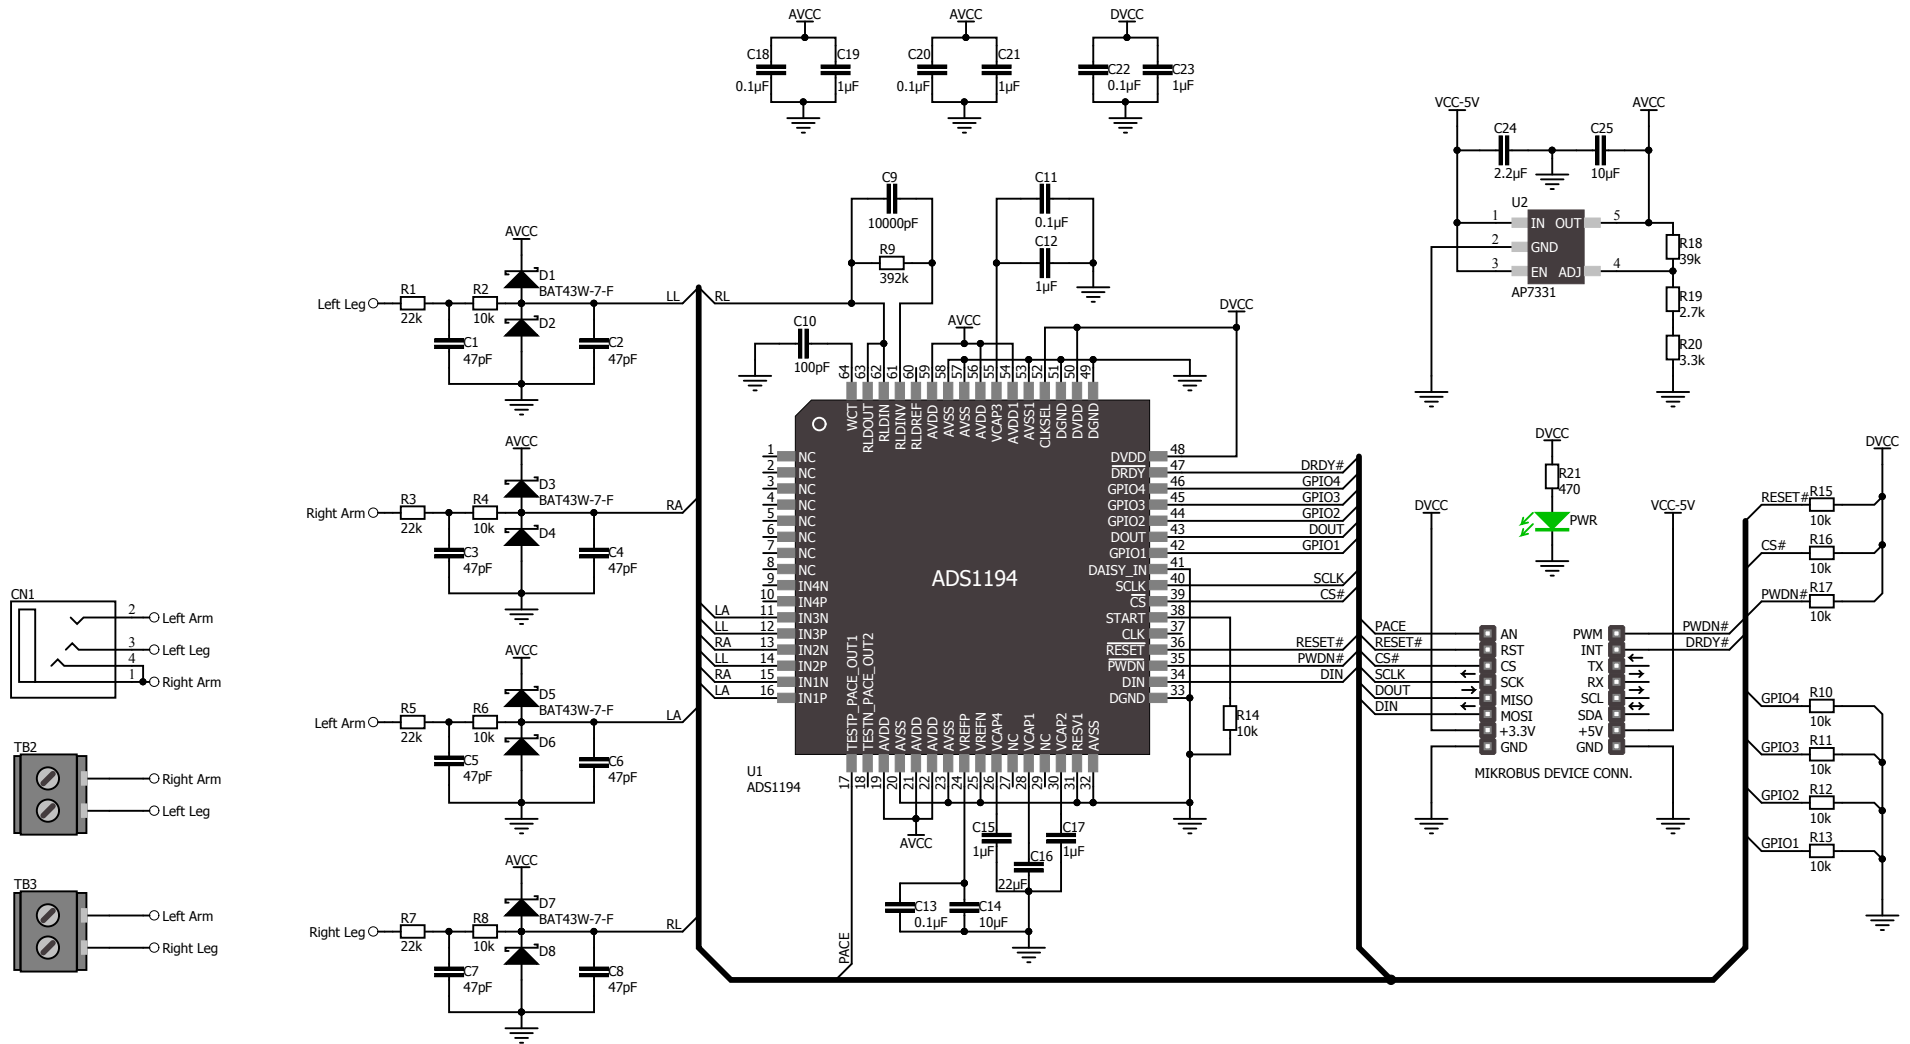 AVCC
C18
0.1µF
C19
1µF
AVCC
C20
0.1µF
C21
1µF
DVCC
C22
0.1µF
C23
1µF
VCC-5V
AVCC
C24
2.2µF
C25
10µF
U2
1 IN OUT 5
2 GND
3 EN ADJ 4
AP7331
R18
39k
R19
2.7k
R20
3.3k
C9
10000pF
R9
392k
C11
0.1µF
C12
1µF
C10
100pF
AVCC
DVCC
AVCC
D1
BAT43W-7-F
D2
Left Leg
R1
22k
R2
10k
C1
47pF
C2
47pF
LL
RL
AVCC
D3
BAT43W-7-F
D4
Right Arm
R3
22k
R4
10k
C3
47pF
C4
47pF
RA
AVCC
D5
BAT43W-7-F
D6
Left Arm
R5
22k
R6
10k
C5
47pF
C6
47pF
LA
AVCC
D7
BAT43W-7-F
D8
Right Leg
R7
22k
R8
10k
C7
47pF
C8
47pF
RL
CN1
2 Left Arm
3 Left Leg
4
1 Right Arm
TB2
Right Arm
Left Leg
TB3
Left Arm
Right Leg
64 WCT
63 RLDOUT
62 RLDIN
61 RLDINV
60 RLDREF
59 AVDD
58 AVSS
57 AVSS
56 AVDD
55 VCAP3
54 AVDD1
53 AVSS1
52 CLKSEL
51 DGND
50 DVDD
49 DGND
1 NC
2 NC
3 NC
4 NC
5 NC
6 NC
7 NC
8 NC
9 IN4N
10 IN4P
LA 11 IN3N
LL 12 IN3P
RA 13 IN2N
LL 14 IN2P
RA 15 IN1N
LA 16 IN1P
ADS1194
DVDD 48
DRDY 47 DRDY#
GPIO4 46 GPIO4
GPIO3 45 GPIO3
GPIO2 44 GPIO2
DOUT 43 DOUT
GPIO1 42 GPIO1
DAISY_IN 41
SCLK 40 SCLK
CS 39 CS#
START 38
CLK 37
RESET 36 RESET#
PWDN 35 PWDN#
DIN 34 DIN
DGND 33
TESTP_PACE_OUT1 17
TESTN_PACE_OUT2 18
AVDD 19
AVSS 20
AVDD 21
AVDD 22
AVSS 23
VREFP 24
VREFN 25
VCAP4 26
NC 27
VCAP1 28
NC 29
VCAP2 30
RESV1 31
AVSS 32
U1
ADS1194
R14
10k
AVCC
C15
1µF
C16
22µF
C17
1µF
C13
0.1µF
C14
10µF
PACE
DVCC
R21
470
PWR
DVCC
VCC-5V
PACE AN
RESET# RST
CS# CS
SCLK SCK
DOUT MISO
DIN MOSI
+3.3V
GND
PWM PWDN#
INT DRDY#
TX
RX
SCL
SDA
+5V
GND
MIKROBUS DEVICE CONN.
DVCC
RESET# R15
10k
CS# R16
10k
PWDN# R17
10k
GPIO4 R10
10k
GPIO3 R11
10k
GPIO2 R12
10k
GPIO1 R13
10k